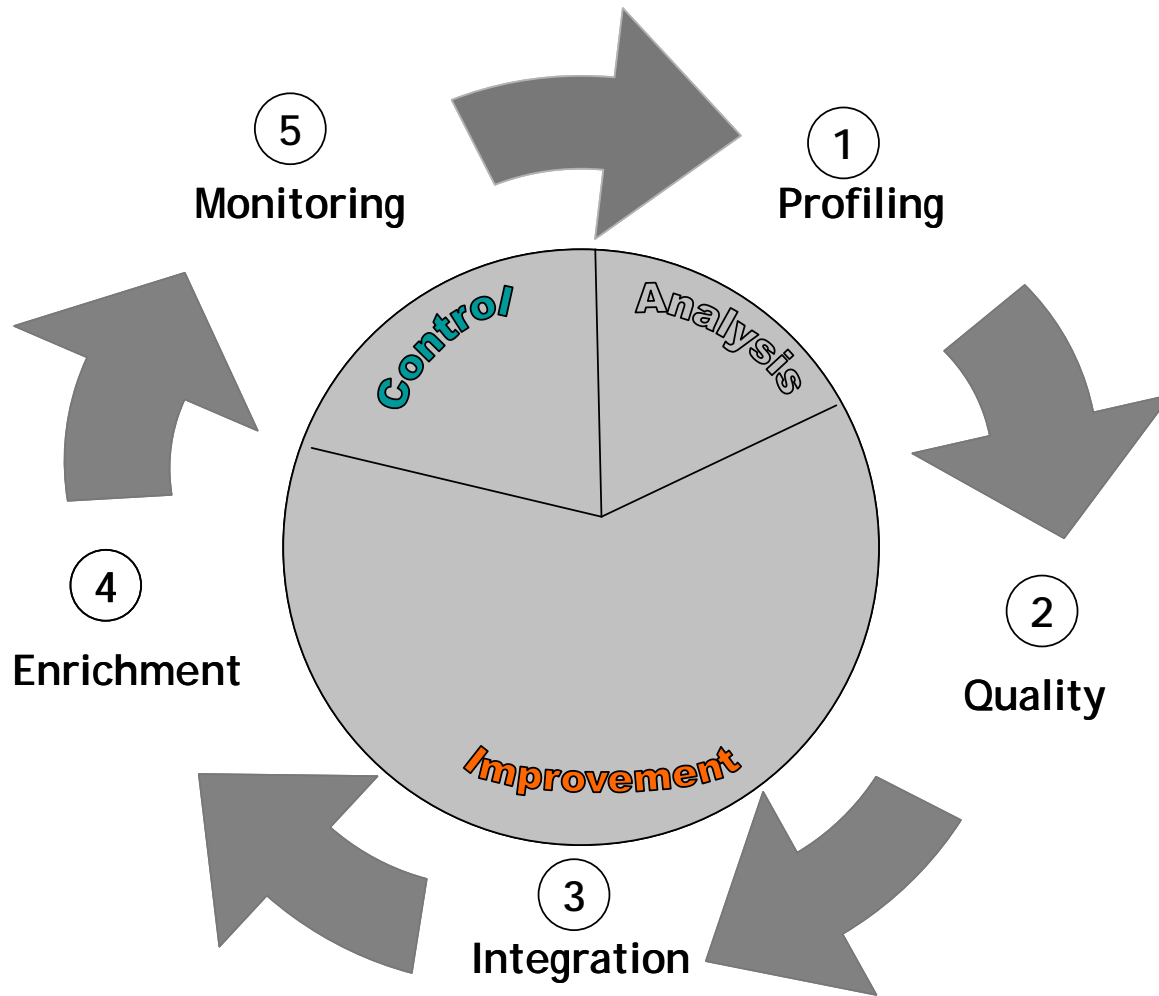 5
Monitoring
1
Profiling
Control
Analysis
4
Enrichment
2
Quality
Improvement
3
Integration